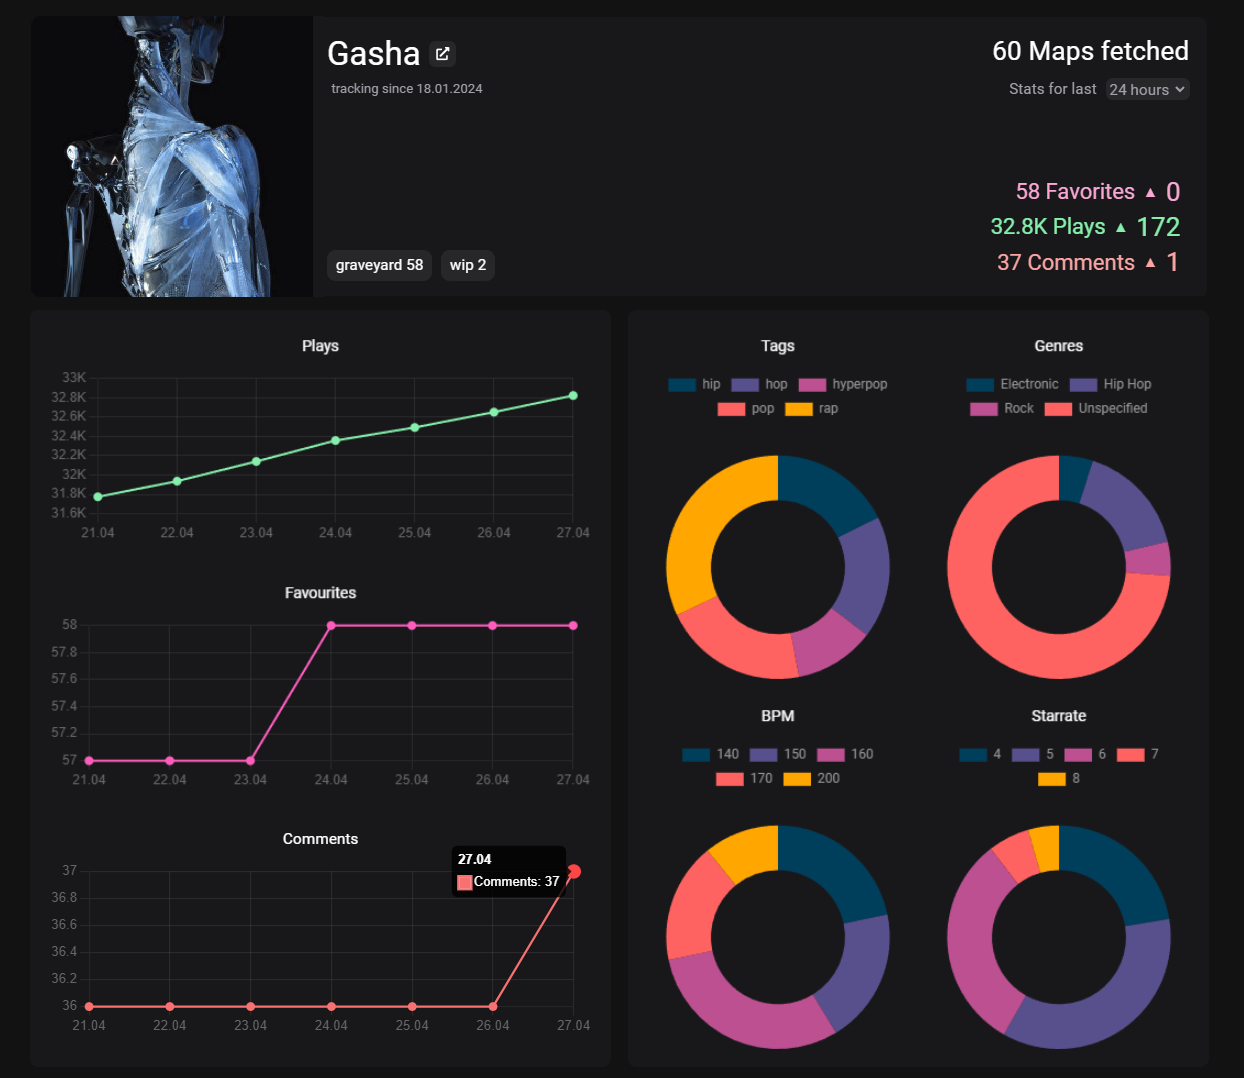 Gasha
tracking since 18.01.2024
graveyard 58
wip 2
60 Maps fetched
Stats for last 24 hours
58 Favorites ▲ 0
32.8K Plays ▲ 172
37 Comments ▲ 1
Plays
33K
32.8K
32.6K
32.4K
32.2K
32K
31.8K
31.6K
21.04 22.04 23.04 24.04 25.04 26.04 27.04
Favourites
58
57.8
57.6
57.4
57.2
57
21.04 22.04 23.04 24.04 25.04 26.04 27.04
Comments
27.04
Comments: 37
37
36.8
36.6
36.4
36.2
36
21.04 22.04 23.04 24.04 25.04 26.04 27.04
Tags
hip hop hyperpop
pop rap
Genres
Electronic Hip Hop
Rock Unspecified
BPM
140 150 160
170 200
Starrate
4 5 6 7
8